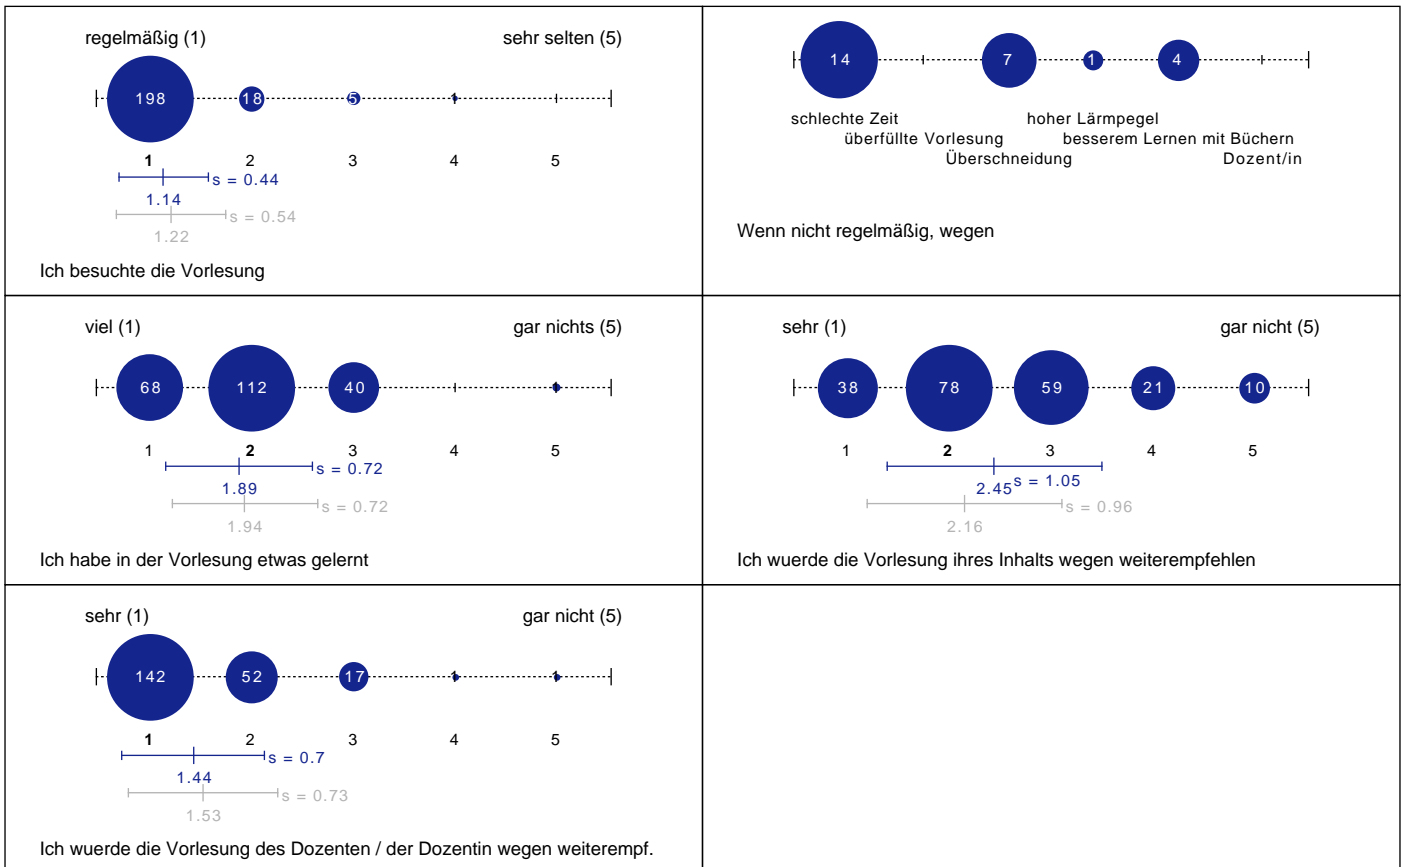 regelmäßig (1) sehr selten (5)
198 18 5 1
1 2 3 4 5
s = 0.44
1.14
s = 0.54
1.22
Ich besuchte die Vorlesung
14 7 1 4
schlechte Zeit hoher Lärmpegel
überfüllte Vorlesung besserem Lernen mit Büchern
Überschneidung Dozent/in
Wenn nicht regelmäßig, wegen
viel (1) gar nichts (5)
68 112 40
1 2 3 4 5
s = 0.72
1.89
s = 0.72
1.94
Ich habe in der Vorlesung etwas gelernt
sehr (1) gar nicht (5)
38 78 59 21 10
1 2 3 4 5
s = 1.05
2.45
s = 0.96
2.16
Ich wuerde die Vorlesung ihres Inhalts wegen weiterempfehlen
sehr (1) gar nicht (5)
142 52 17 1 1
1 2 3 4 5
s = 0.7
1.44
s = 0.73
1.53
Ich wuerde die Vorlesung des Dozenten / der Dozentin wegen weiterempf.